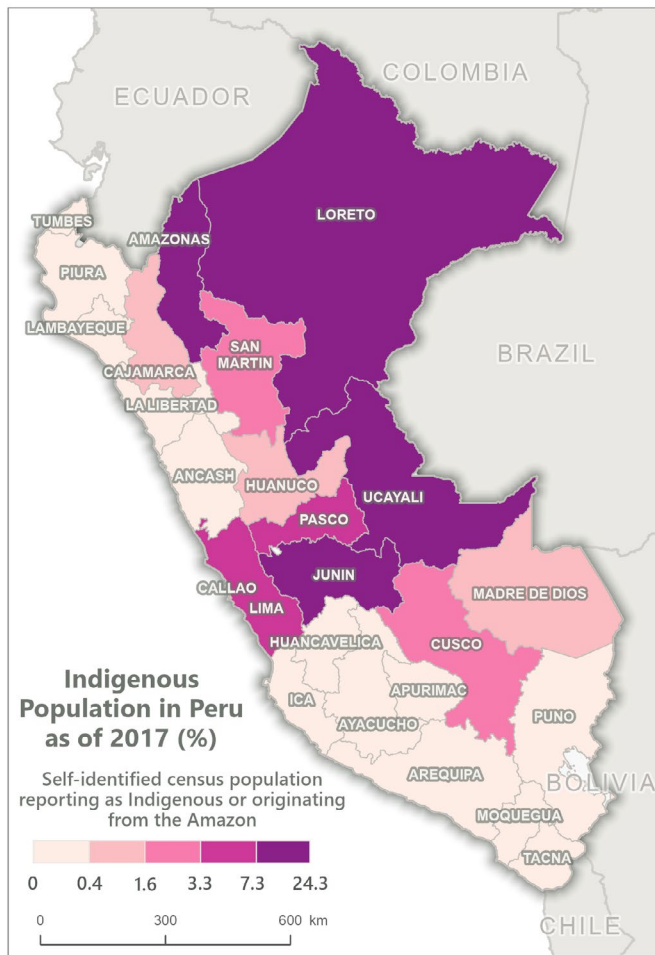 COLOMBIA
ECUADOR
LORETO
TUMBES
AMAZONAS
PIURA
LAMBAYEQUE
SAN
MARTIN
BRAZIL
CAJAMARCA
LA LIBERTAD
ANCASH
HUANUCO
UCAYALI
PASCO
JUNIN
CALLAO
MADRE DE DIOS
LIMA
HUANCAVELICA
CUSCO
Indigenous
Population in Peru
as of 2017 (%)
ICA
APURIMAC
AYACUCHO
PUNO
AREQUIPA
BOLIVIA
Self-identified census population
reporting as Indigenous or originating
from the Amazon
MOQUEGUA
TACNA
0 0.4 1.6 3.3 7.3 24.3
0 300 600 km
CHILE